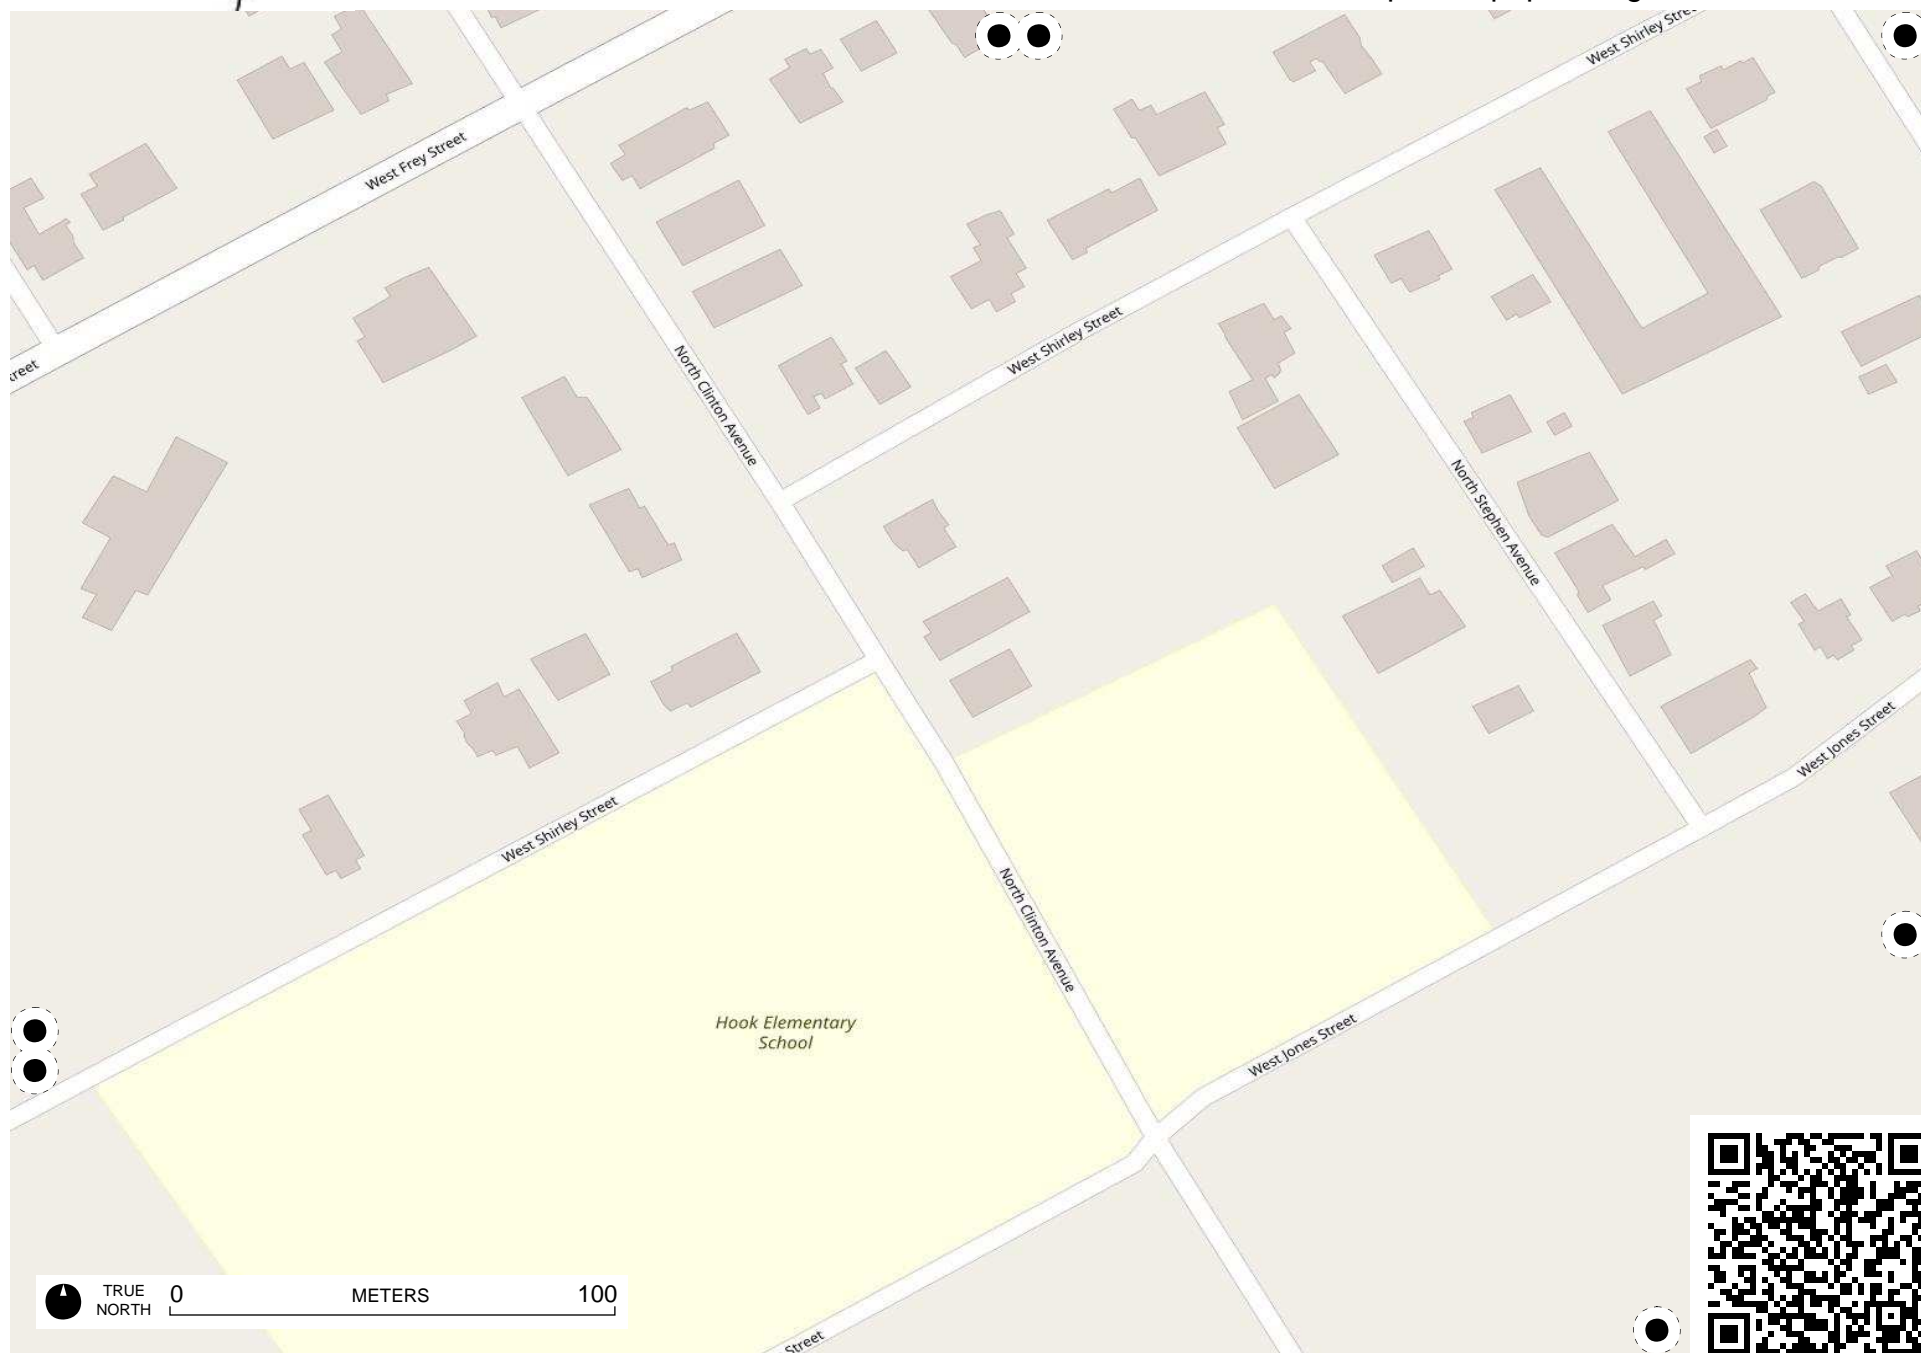 West Shirley Street
West Frey Street
West Shirley Street
North Clinton Avenue
North Stephen Avenue
West Jones Street
West Shirley Street
North Clinton Avenue
Hook Elementary
School
West Jones Street
TRUE
NORTH
0
METERS
100
Street